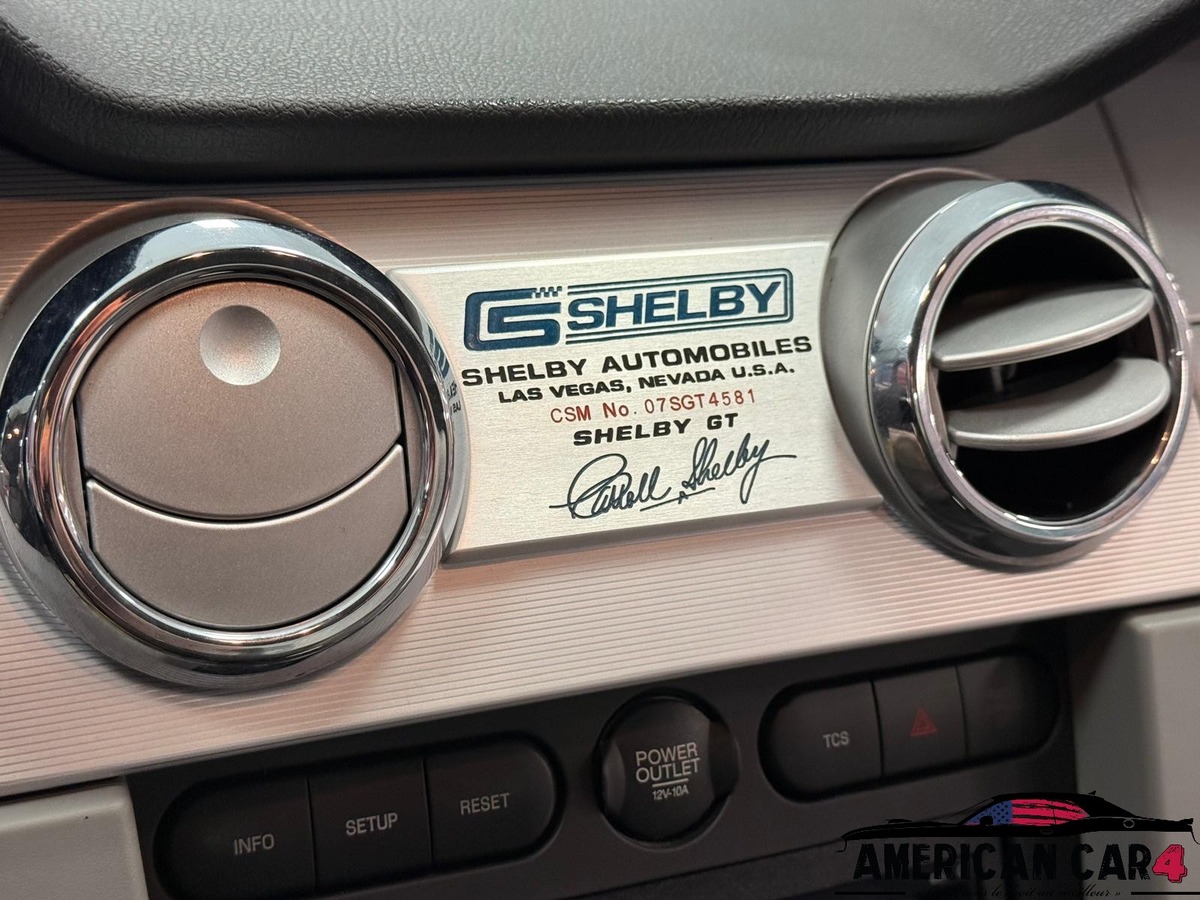 GS SHELBY
SHELBY AUTOMOBILES
LAS VEGAS, NEVADA U.S.A.
CSM No. 07SGT4581
SHELBY GT
Carroll Shelby
POWER
OUTLET
12V-10A
TCS
INFO
SETUP
RESET
AMERICAN CAR4